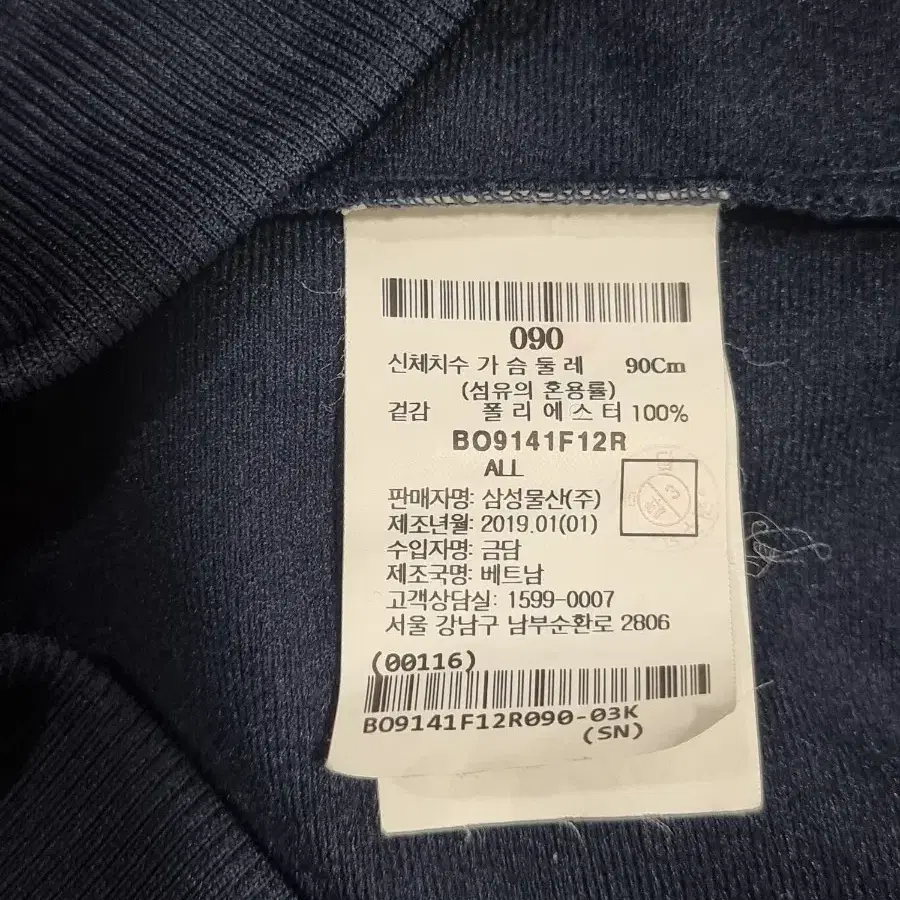 090
신체치수 가 슴 둘 레 90Cm
(섬유의 혼용률)
겉감 폴 리 에 스 터 100%
BO9141F12R
ALL
판매자명: 삼성물산(주)
제조년월: 2019.01(01)
수입자명: 금담
제조국명: 베트남
고객상담실: 1599-0007
서울 강남구 남부순환로 2806
(00116)
BO9141F12R090-03K
(SN)